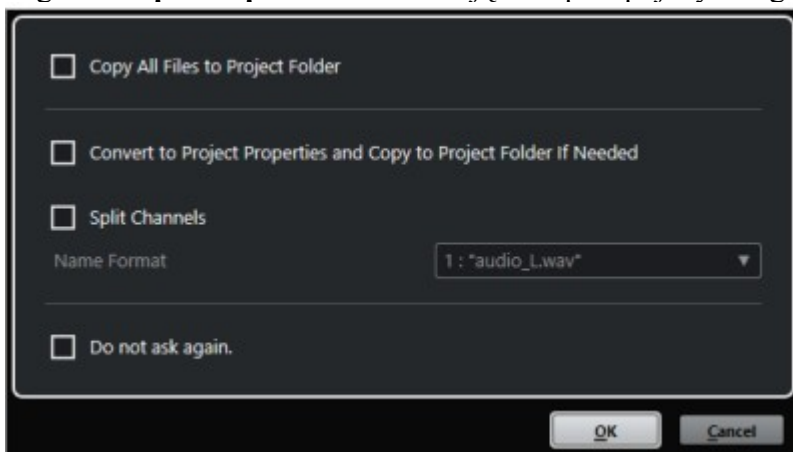 Copy All Files to Project Folder
Convert to Project Properties and Copy to Project Folder If Needed
Split Channels
Name Format
1 : "audio_L.wav"
Do not ask again.
OK Cancel